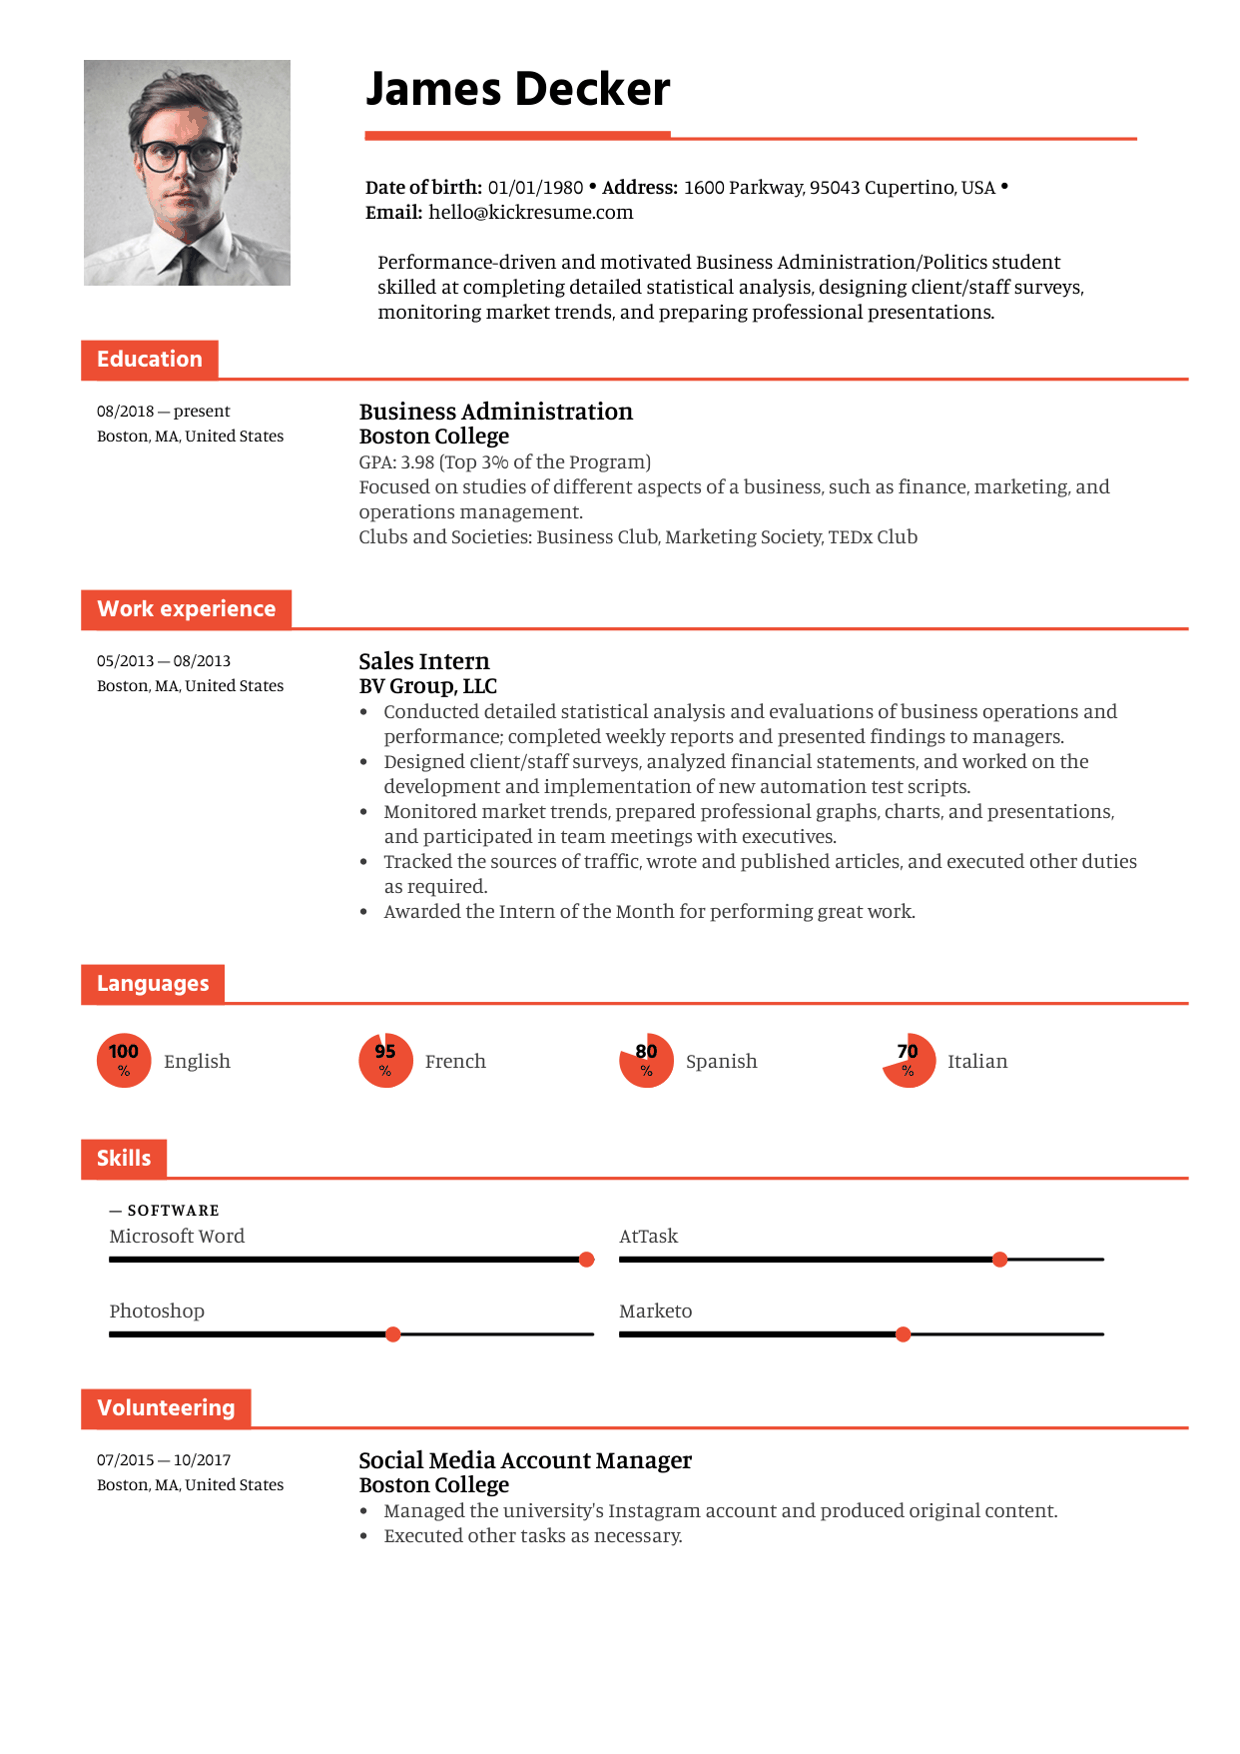 James Decker
Date of birth: 01/01/1980 • Address: 1600 Parkway, 95043 Cupertino, USA •
Email: hello@kickresume.com
Performance-driven and motivated Business Administration/Politics student
skilled at completing detailed statistical analysis, designing client/staff surveys,
monitoring market trends, and preparing professional presentations.
Education
08/2018 – present
Boston, MA, United States
Business Administration
Boston College
GPA: 3.98 (Top 3% of the Program)
Focused on studies of different aspects of a business, such as finance, marketing, and
operations management.
Clubs and Societies: Business Club, Marketing Society, TEDx Club
Work experience
05/2013 – 08/2013
Boston, MA, United States
Sales Intern
BV Group, LLC
• Conducted detailed statistical analysis and evaluations of business operations and
performance; completed weekly reports and presented findings to managers.
• Designed client/staff surveys, analyzed financial statements, and worked on the
development and implementation of new automation test scripts.
• Monitored market trends, prepared professional graphs, charts, and presentations,
and participated in team meetings with executives.
• Tracked the sources of traffic, wrote and published articles, and executed other duties
as required.
• Awarded the Intern of the Month for performing great work.
Languages
100 % English
95 % French
80 % Spanish
70 % Italian
Skills
— SOFTWARE
Microsoft Word
AtTask
Photoshop
Marketo
Volunteering
07/2015 – 10/2017
Boston, MA, United States
Social Media Account Manager
Boston College
• Managed the university's Instagram account and produced original content.
• Executed other tasks as necessary.